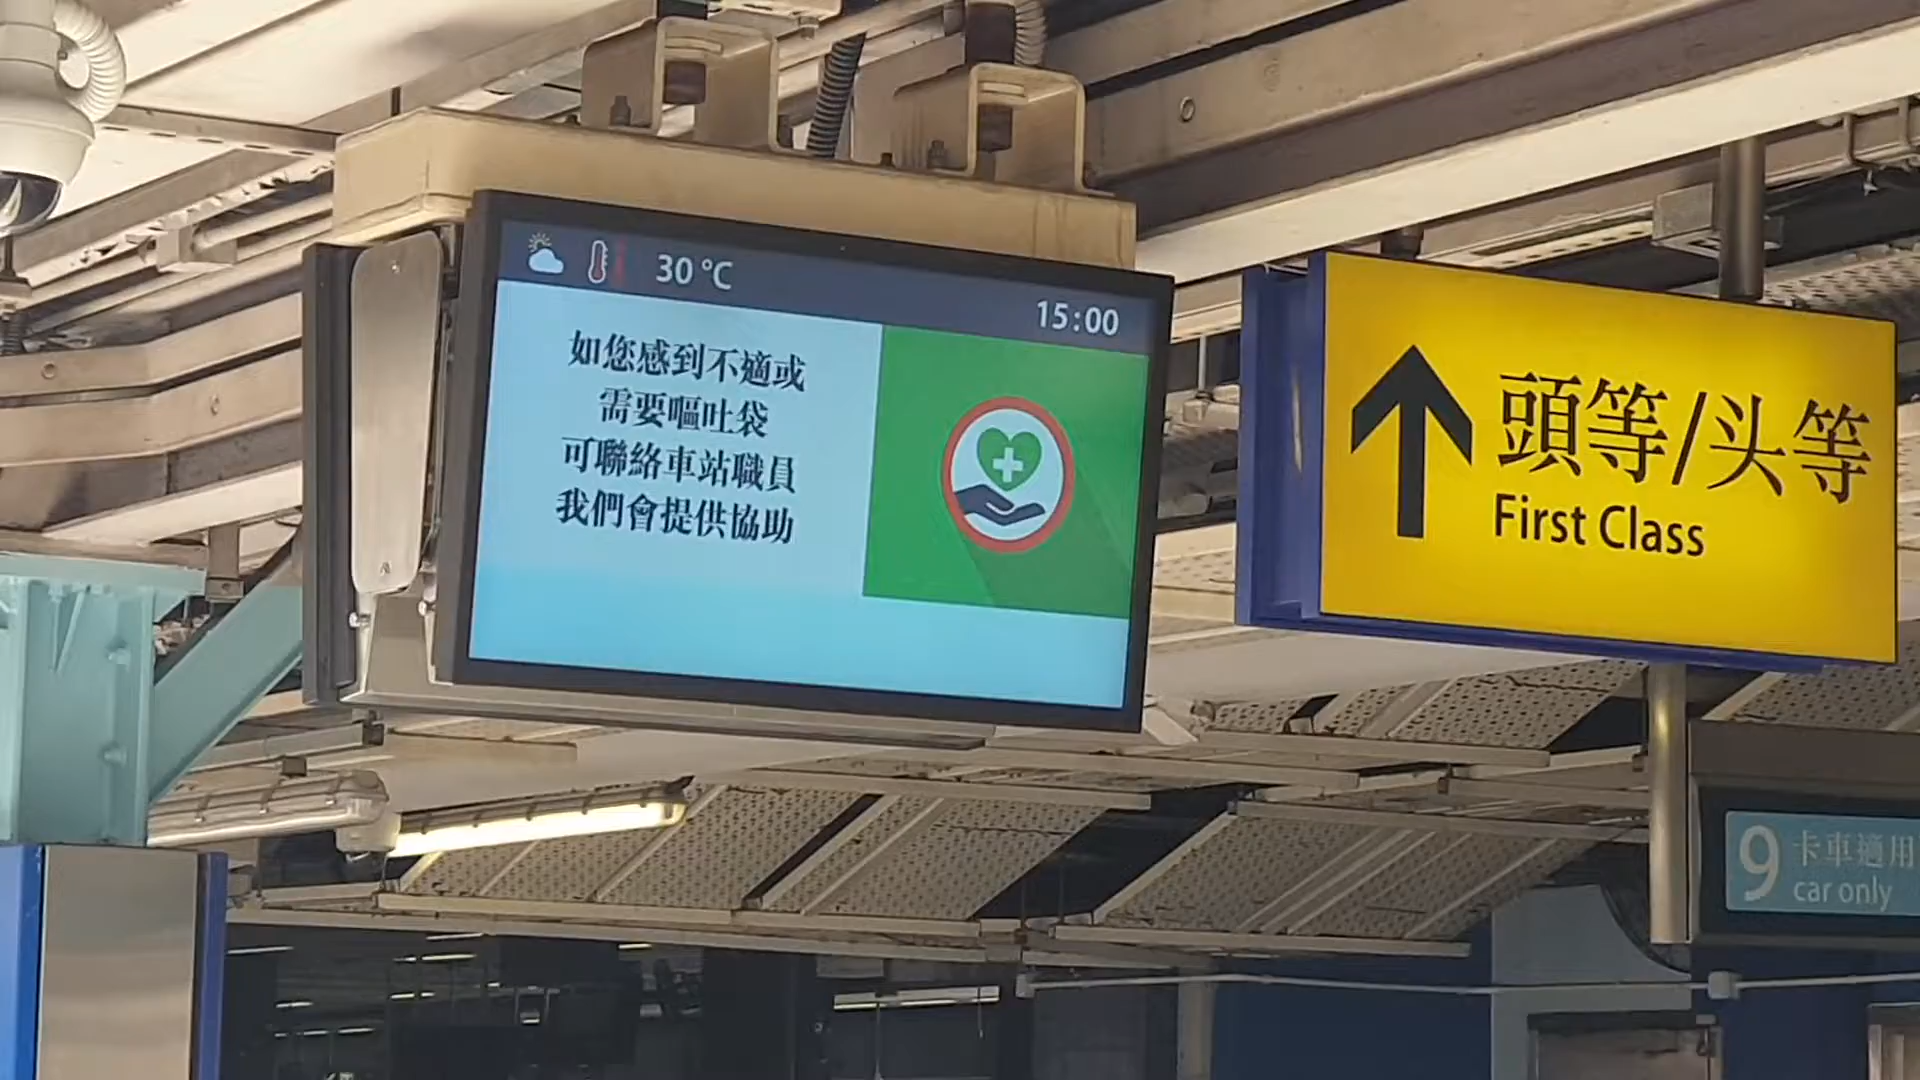 30 °C
15:00
如您感到不適或
需要嘔吐袋
可聯絡車站職員
我們會提供協助
頭等/头等
First Class
9 卡車適用
car only